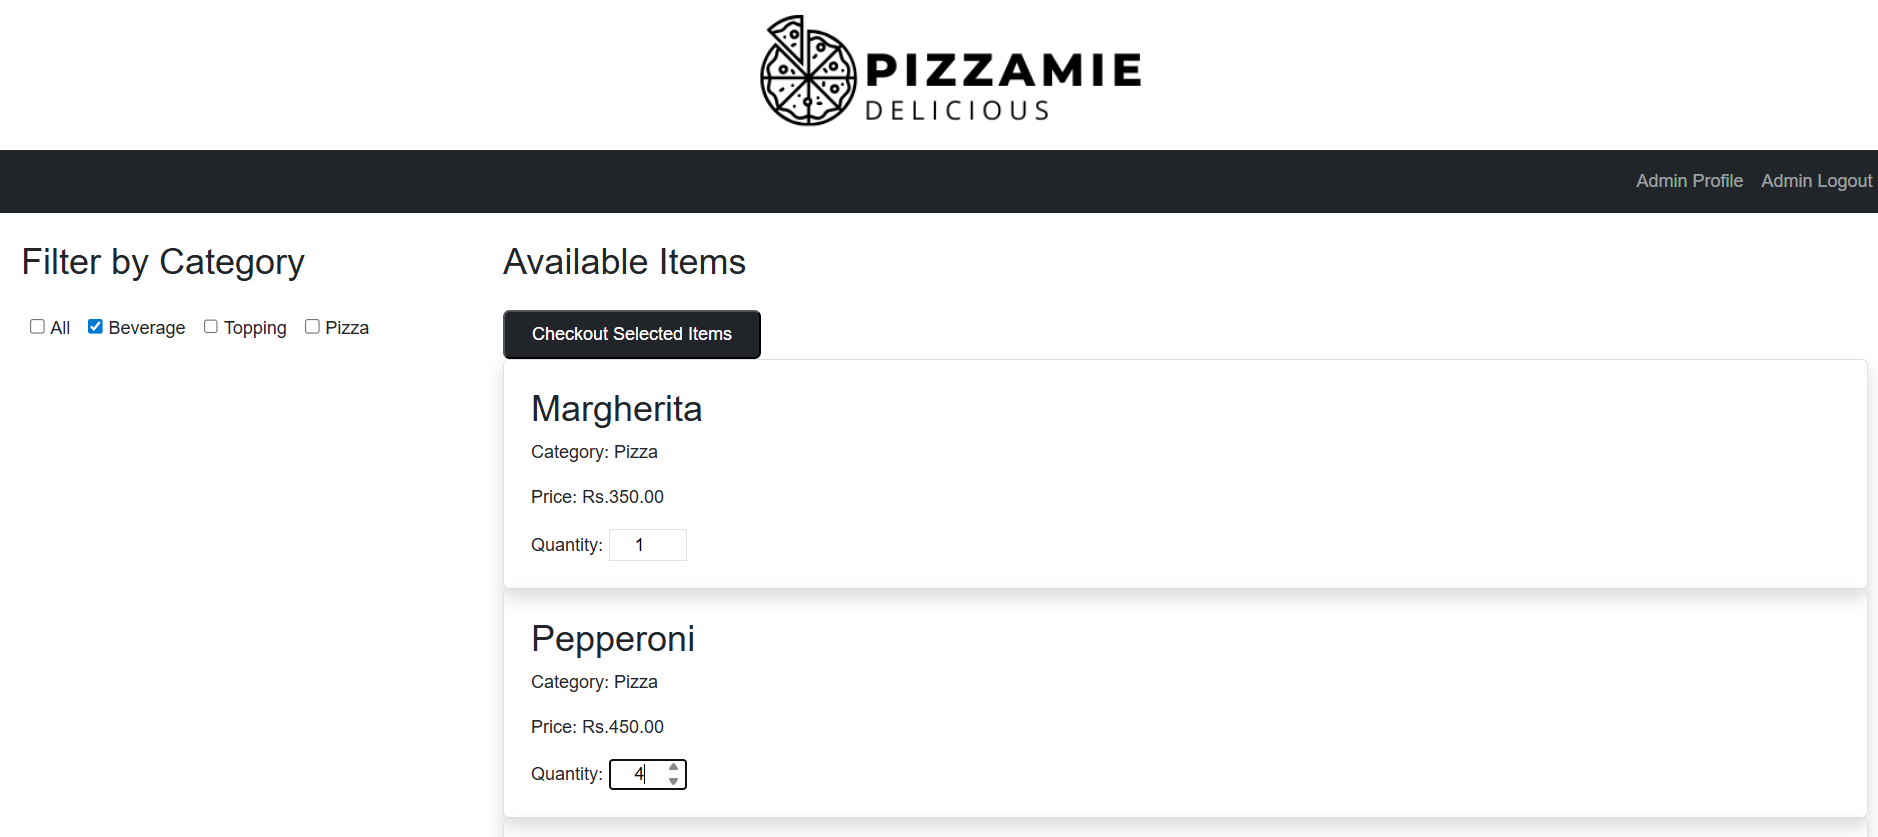 PIZZAMIE
DELICIOUS
Admin Profile Admin Logout
Filter by Category
All Beverage Topping Pizza
Available Items
Checkout Selected Items
Margherita
Category: Pizza
Price: Rs.350.00
Quantity: 1
Pepperoni
Category: Pizza
Price: Rs.450.00
Quantity: 4